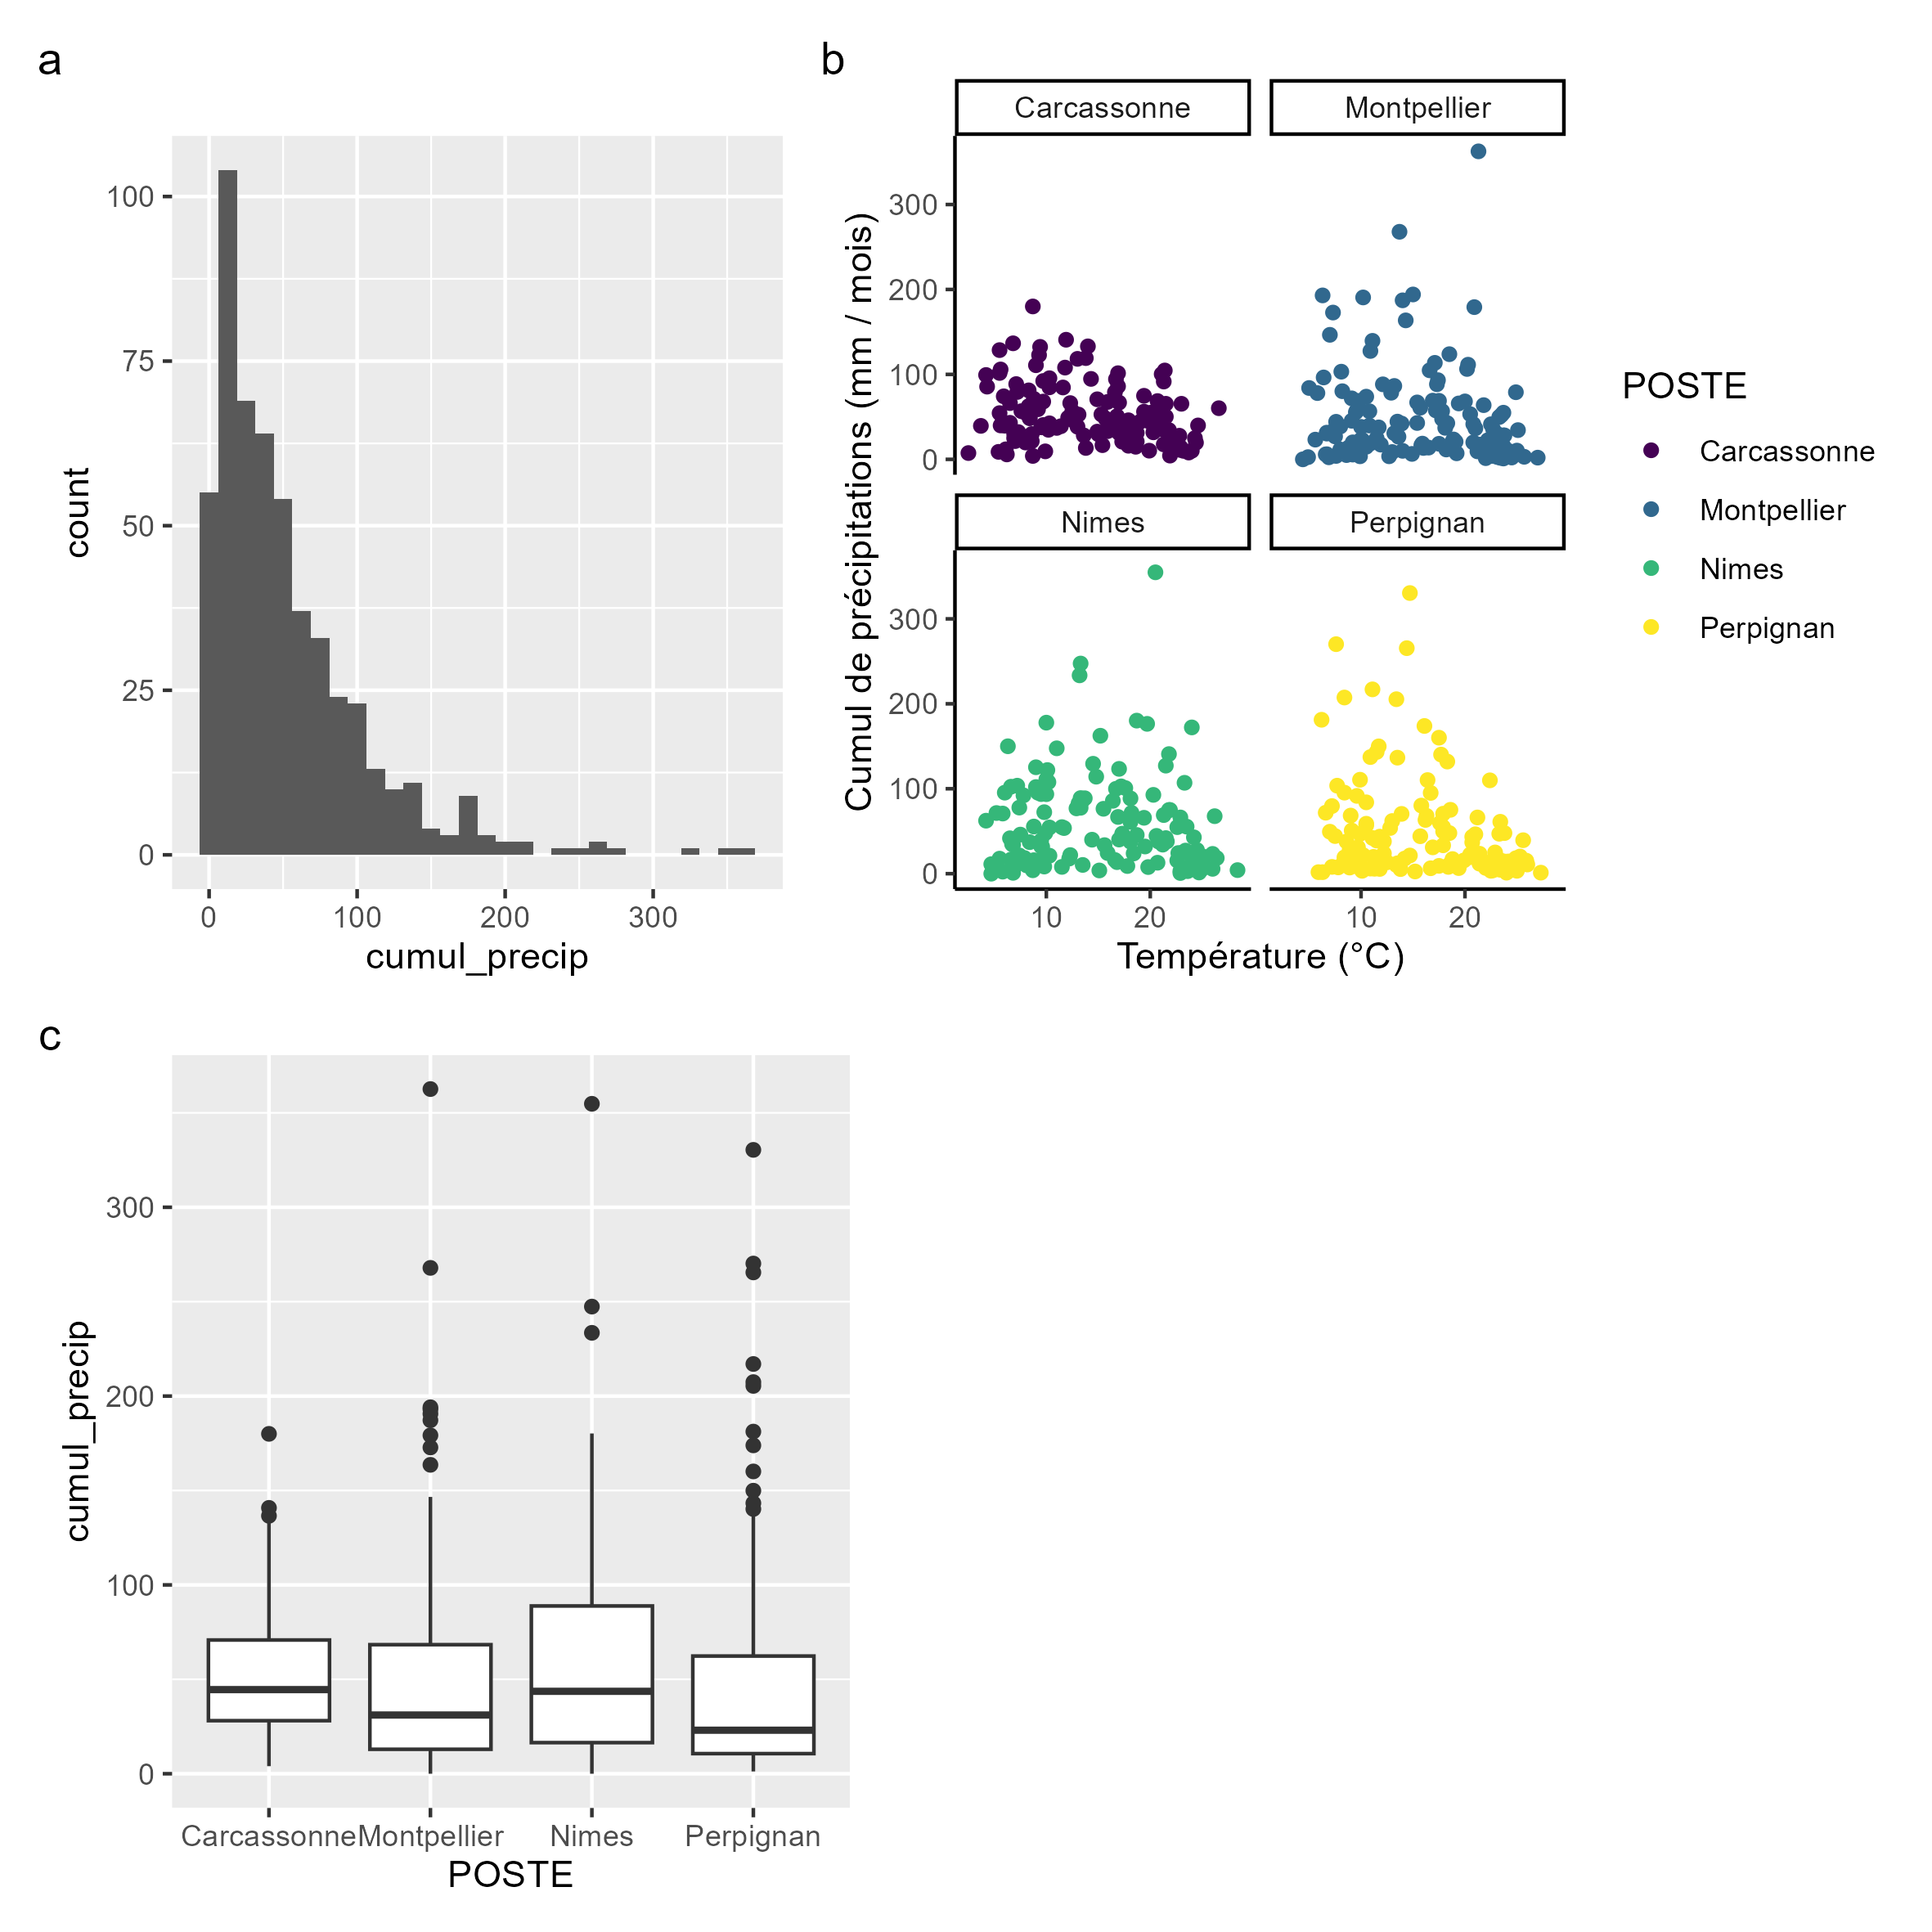 a
100
75
50
25
0
count
0 100 200 300
cumul_precip
b
Carcassonne Montpellier
300
200
100
0
Nimes Perpignan
300
200
100
0
Cumul de précipitations (mm / mois)
10 20 10 20
Température (°C)
POSTE
Carcassonne
Montpellier
Nimes
Perpignan
c
300
200
100
0
cumul_precip
Carcassonne Montpellier Nimes Perpignan
POSTE